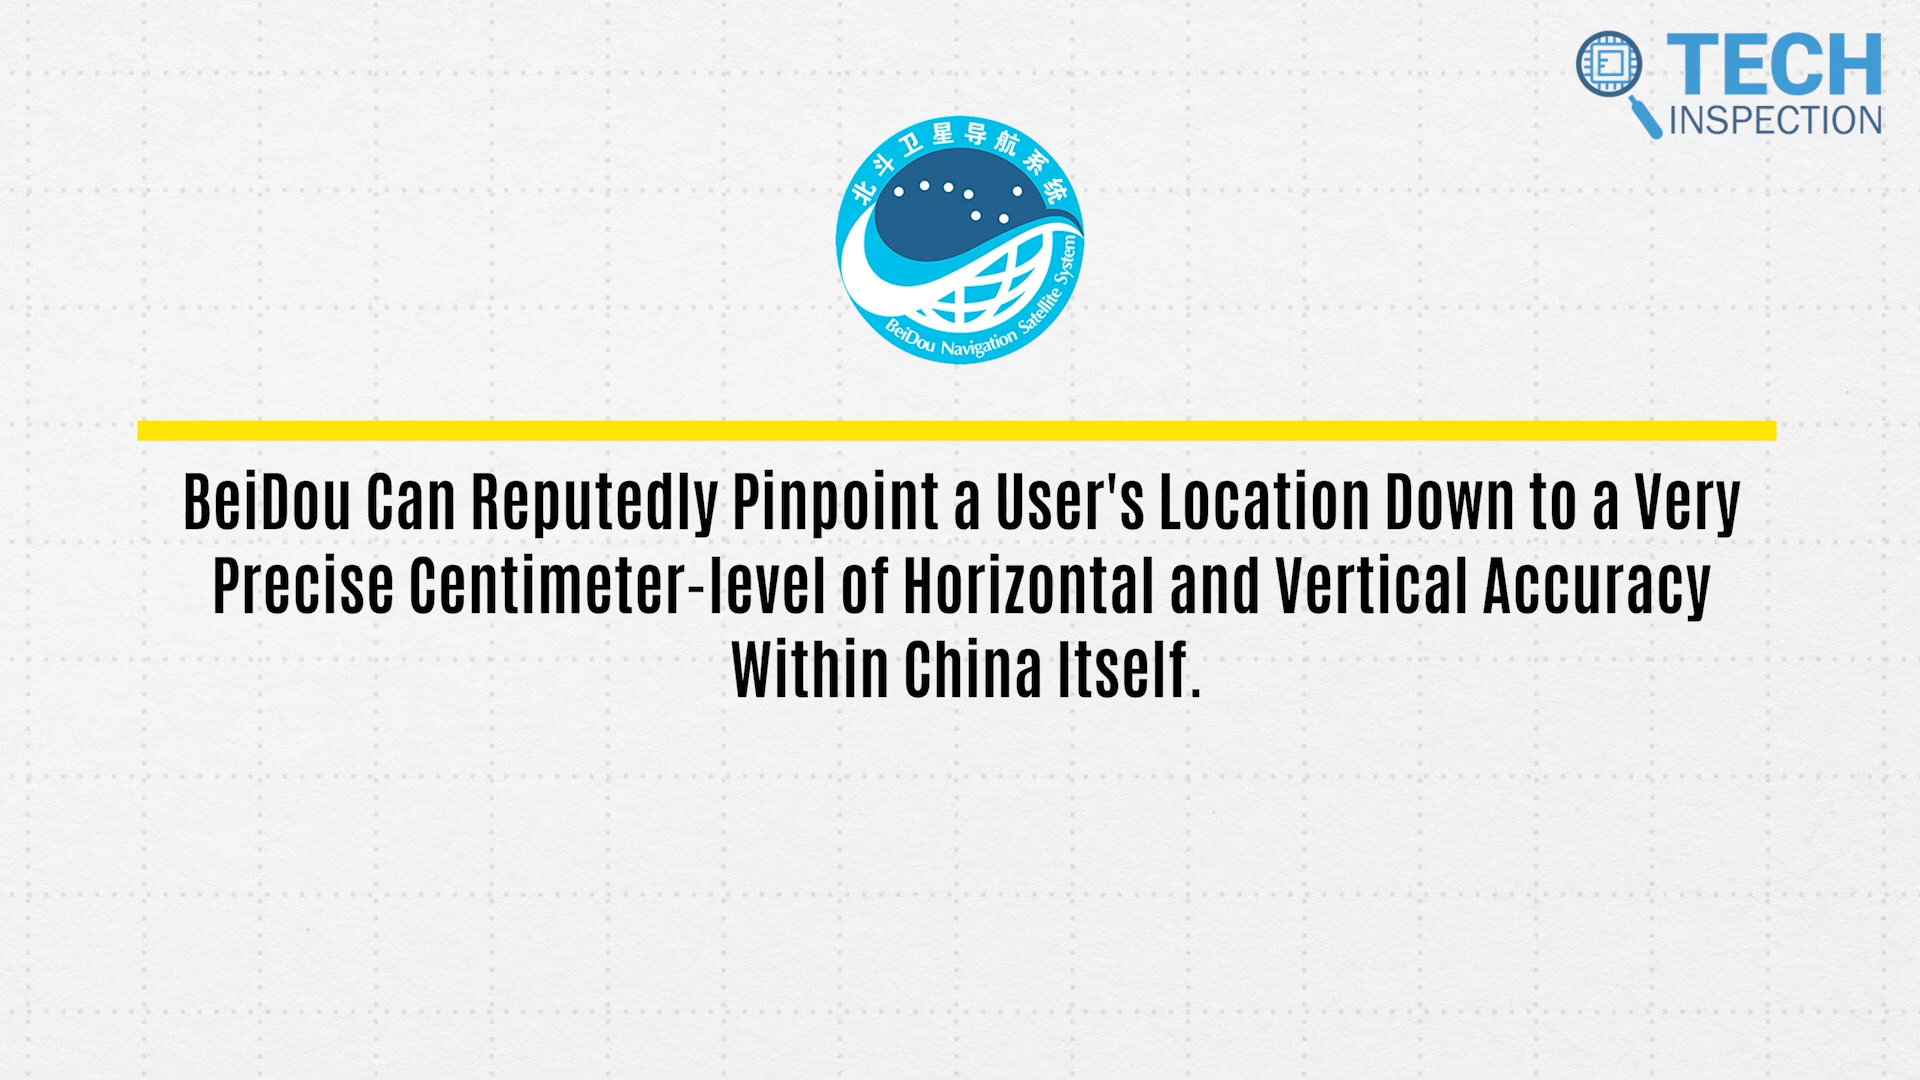 TECH
INSPECTION
北斗卫星导航系统
BeiDou Navigation Satellite System
BeiDou Can Reputedly Pinpoint a User's Location Down to a Very
Precise Centimeter-level of Horizontal and Vertical Accuracy
Within China Itself.